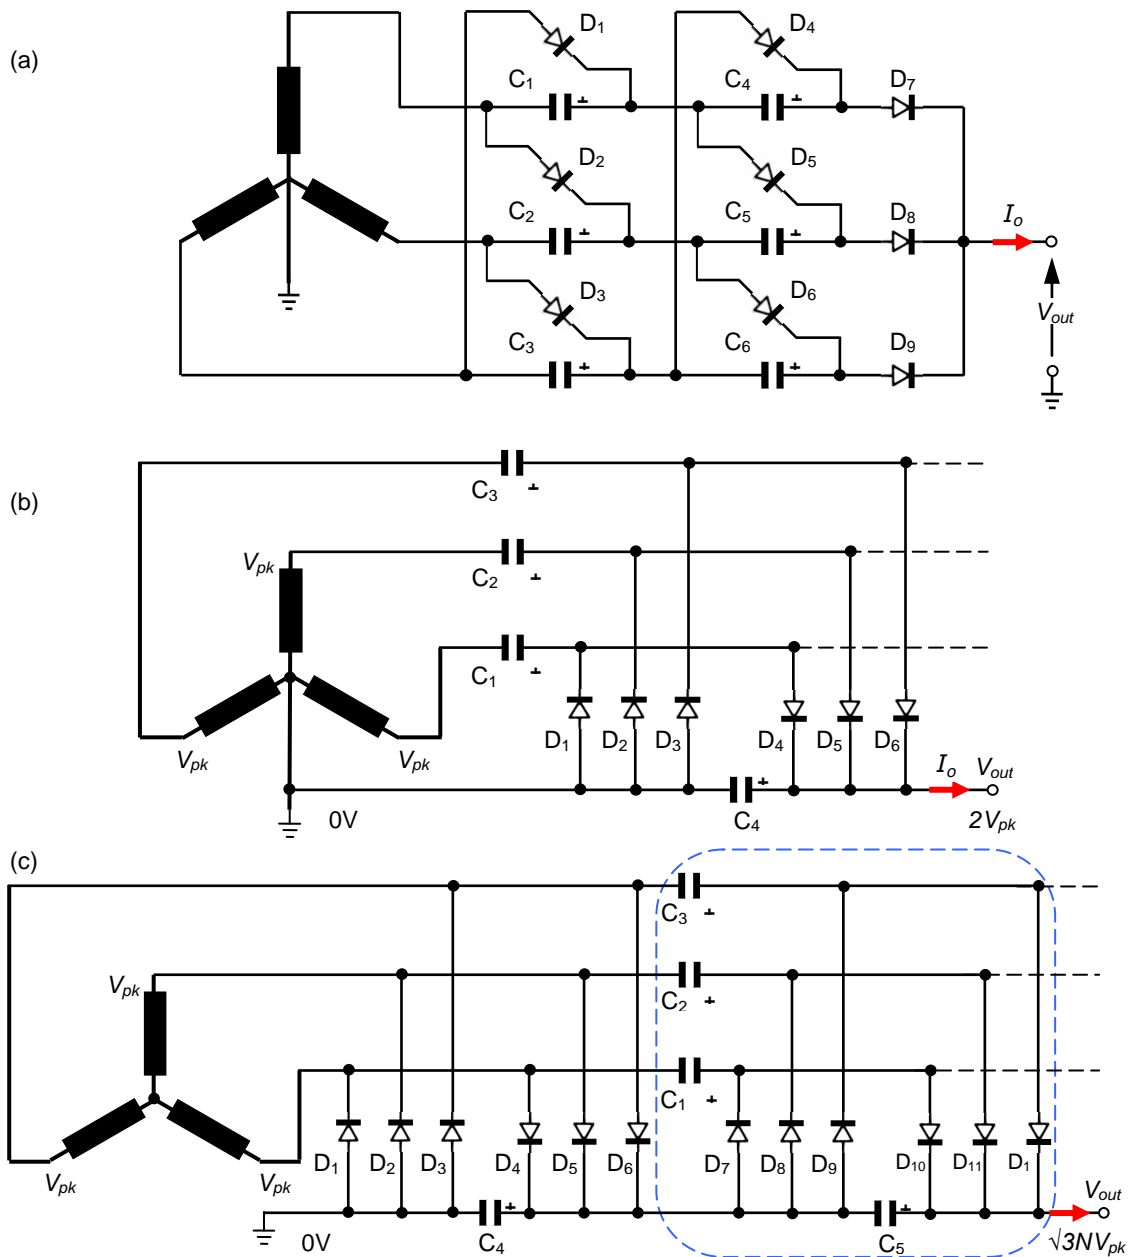 (a)
D1 D4
C1 + C4 + D7
D2 D5
C2 + C5 + D8 Io
D3 D6 Vout
C3 + C6 + D9
(b)
C3 +
Vpk C2 +
C1 +
Vpk Vpk D1 D2 D3 D4 D5 D6
+ Io Vout
0V C4 2Vpk
(c)
C3 +
Vpk C2 +
C1 +
Vpk Vpk D1 D2 D3 D4 D5 D6 D7 D8 D9 D10 D11 D1
+ + Vout
0V C4 C5 √3NVpk